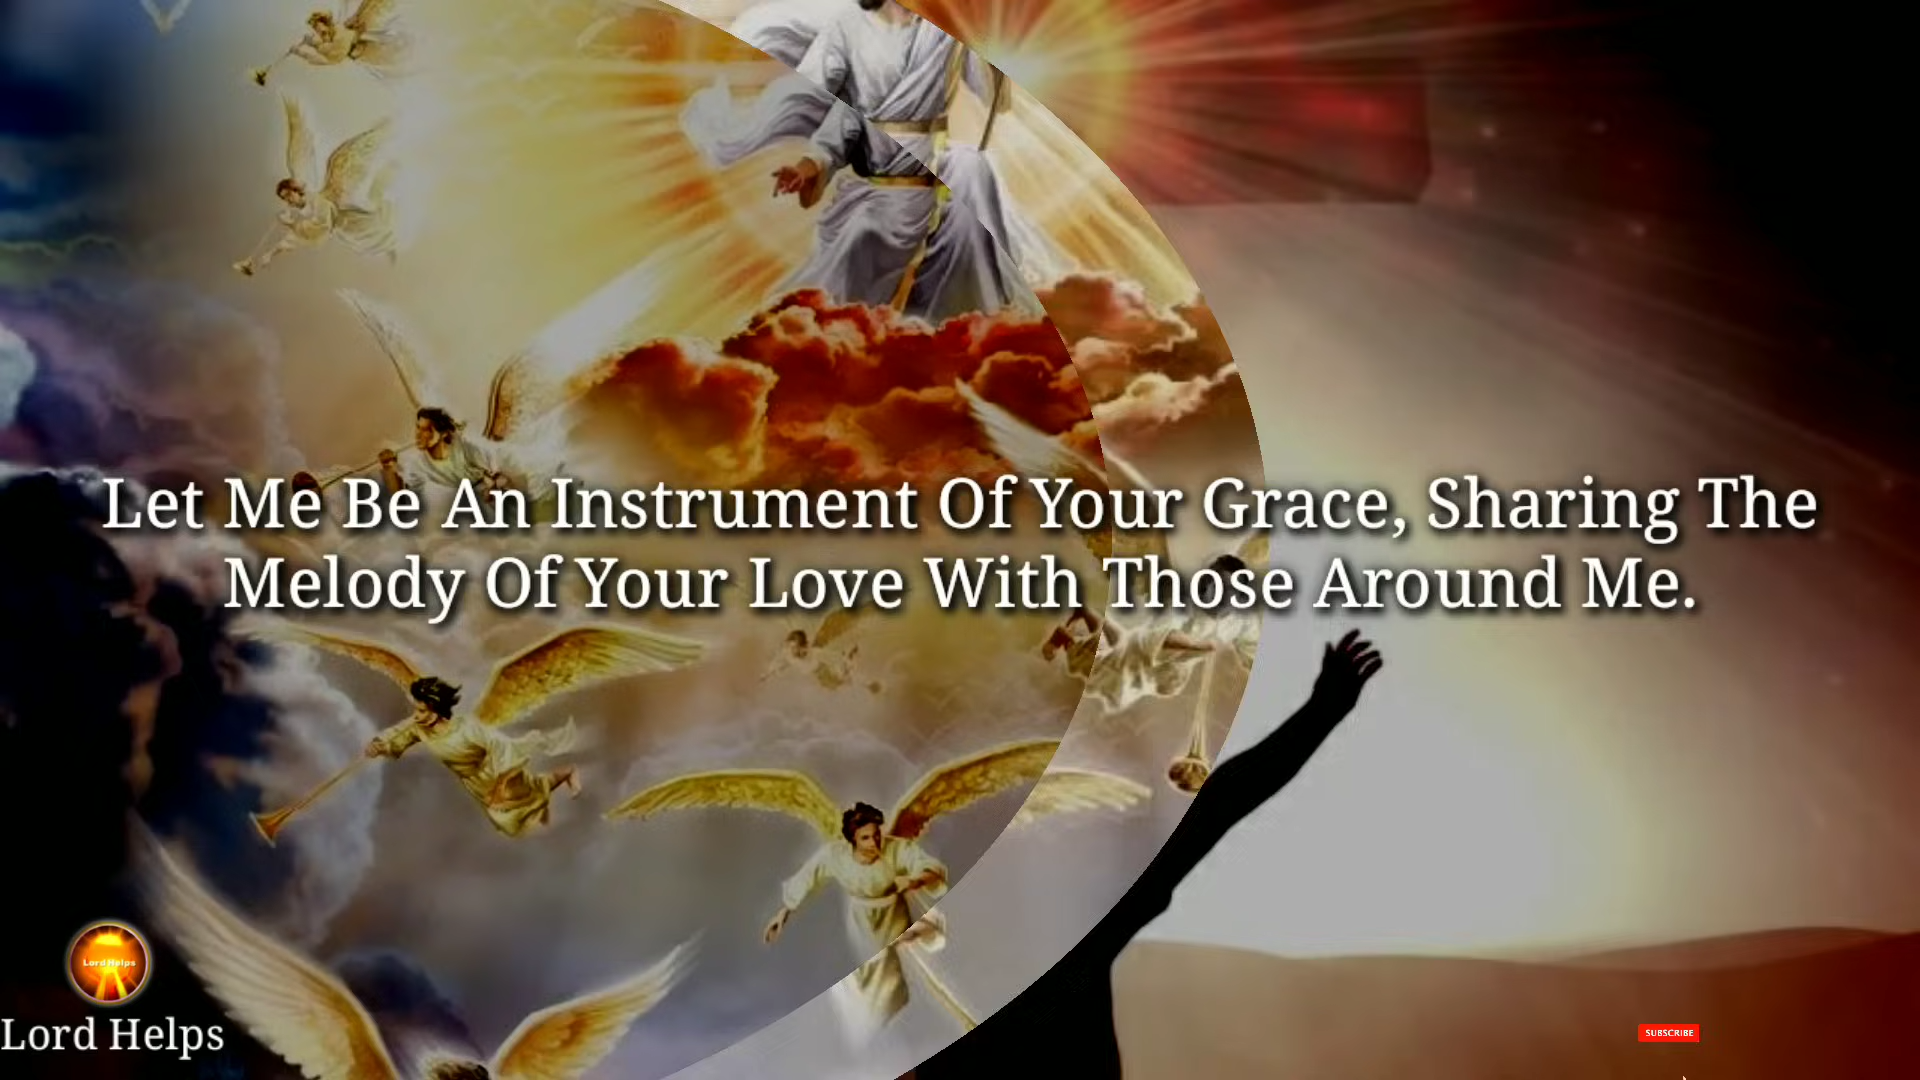 Let Me Be An Instrument Of Your Grace, Sharing The
Melody Of Your Love With Those Around Me.
Lord Helps
Lord Helps
SUBSCRIBE